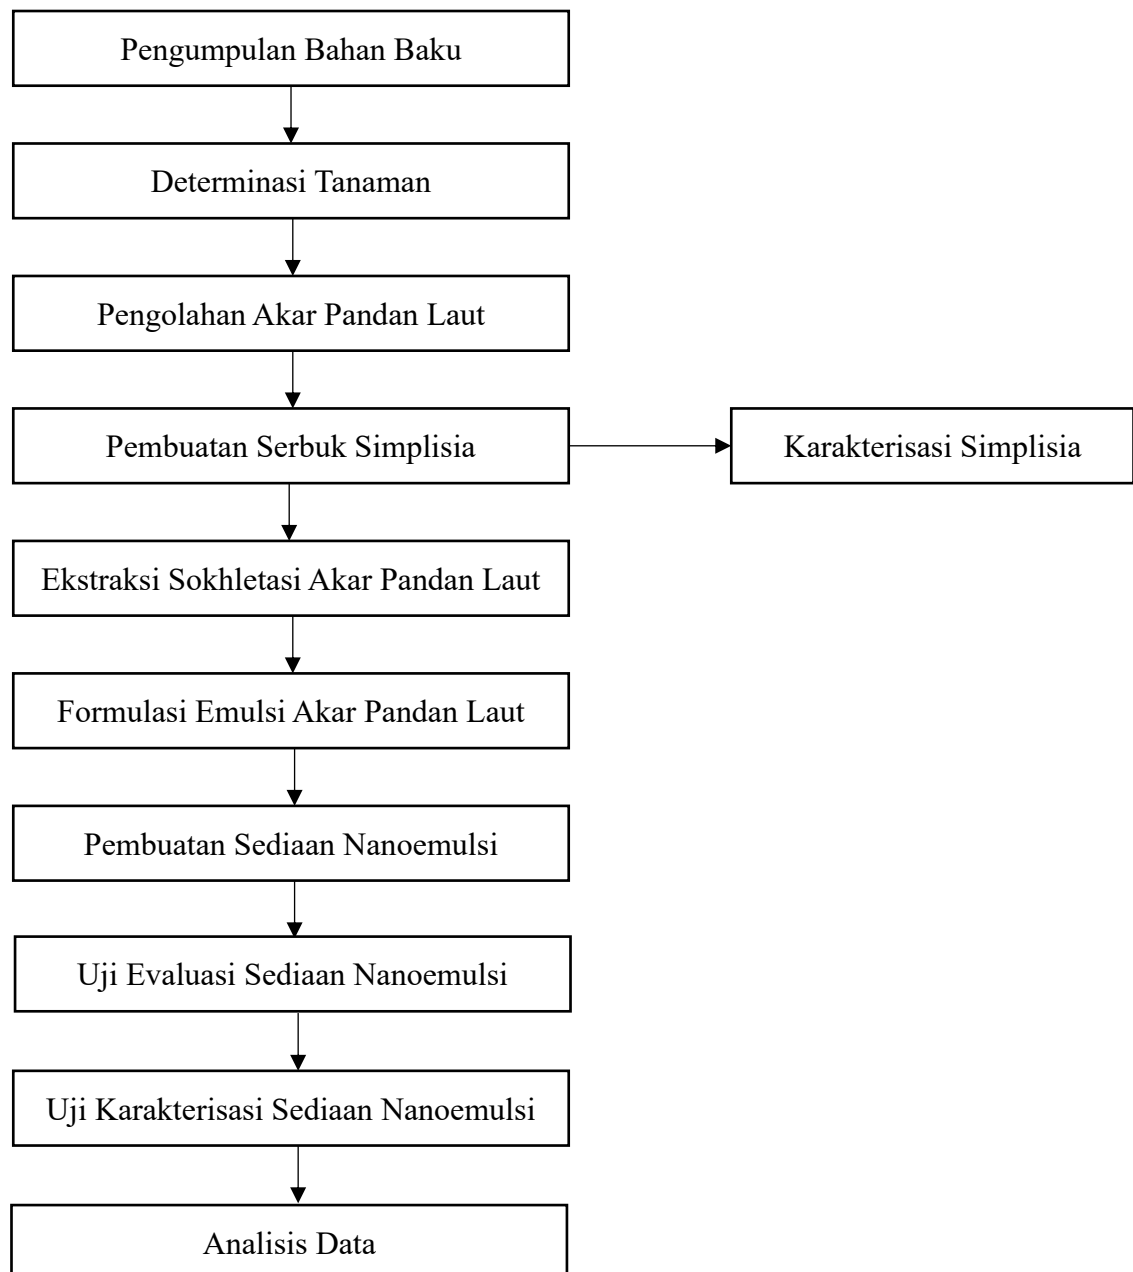 Pengumpulan Bahan Baku
Determinasi Tanaman
Pengolahan Akar Pandan Laut
Pembuatan Serbuk Simplisia
Karakterisasi Simplisia
Ekstraksi Sokhletasi Akar Pandan Laut
Formulasi Emulsi Akar Pandan Laut
Pembuatan Sediaan Nanoemulsi
Uji Evaluasi Sediaan Nanoemulsi
Uji Karakterisasi Sediaan Nanoemulsi
Analisis Data